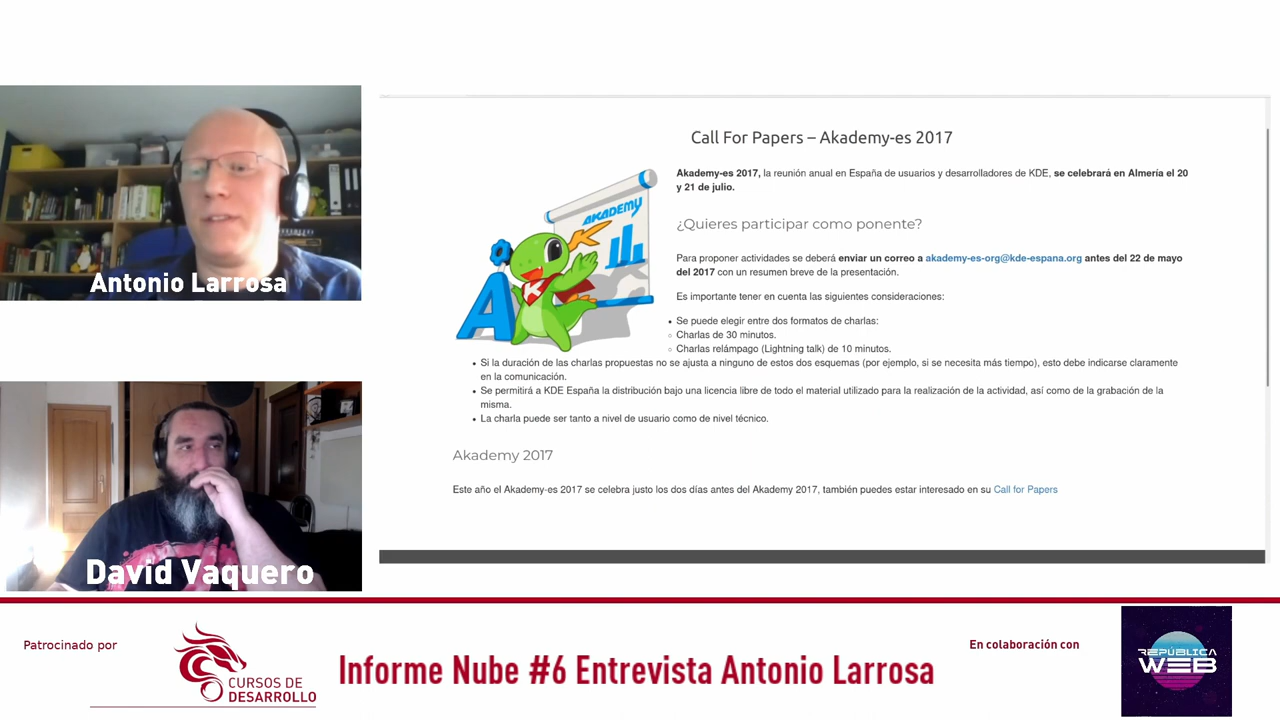 Antonio Larrosa
David Vaquero
Call For Papers – Akademy-es 2017
AKADEMY
K
A
Akademy-es 2017, la reunión anual en España de usuarios y desarrolladores de KDE, se celebrará en Almería el 20
y 21 de julio.
¿Quieres participar como ponente?
Para proponer actividades se deberá enviar un correo a akademy-es-org@kde-espana.org antes del 22 de mayo
del 2017 con un resumen breve de la presentación.
Es importante tener en cuenta las siguientes consideraciones:
Se puede elegir entre dos formatos de charlas:
Charlas de 30 minutos.
Charlas relámpago (Lightning talk) de 10 minutos.
Si la duración de las charlas propuestas no se ajusta a ninguno de estos dos esquemas (por ejemplo, si se necesita más tiempo), esto debe indicarse claramente
en la comunicación.
Se permitirá a KDE España la distribución bajo una licencia libre de todo el material utilizado para la realización de la actividad, así como de la grabación de la
misma.
La charla puede ser tanto a nivel de usuario como de nivel técnico.
Akademy 2017
Este año el Akademy-es 2017 se celebra justo los dos días antes del Akademy 2017, también puedes estar interesado en su Call for Papers
Patrocinado por
CURSOS DE
DESARROLLO
Informe Nube #6 Entrevista Antonio Larrosa
En colaboración con
REPÚBLICA
WEB